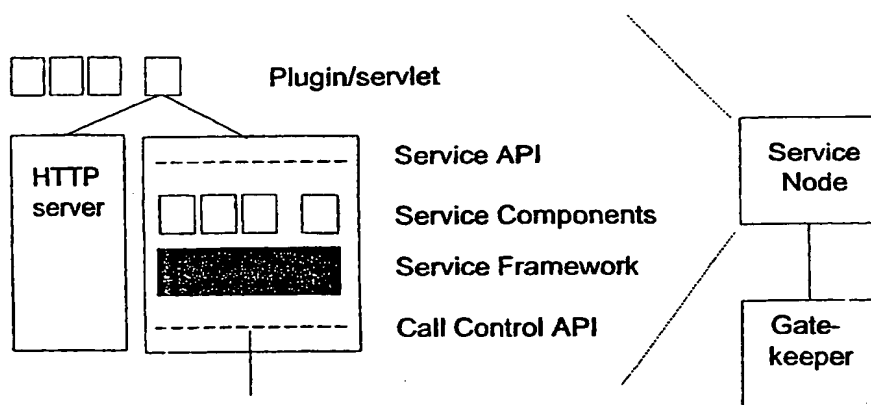 Plugin/servlet
HTTP
server
Service API
Service Components
Service Framework
Call Control API
Service
Node
Gate-
keeper